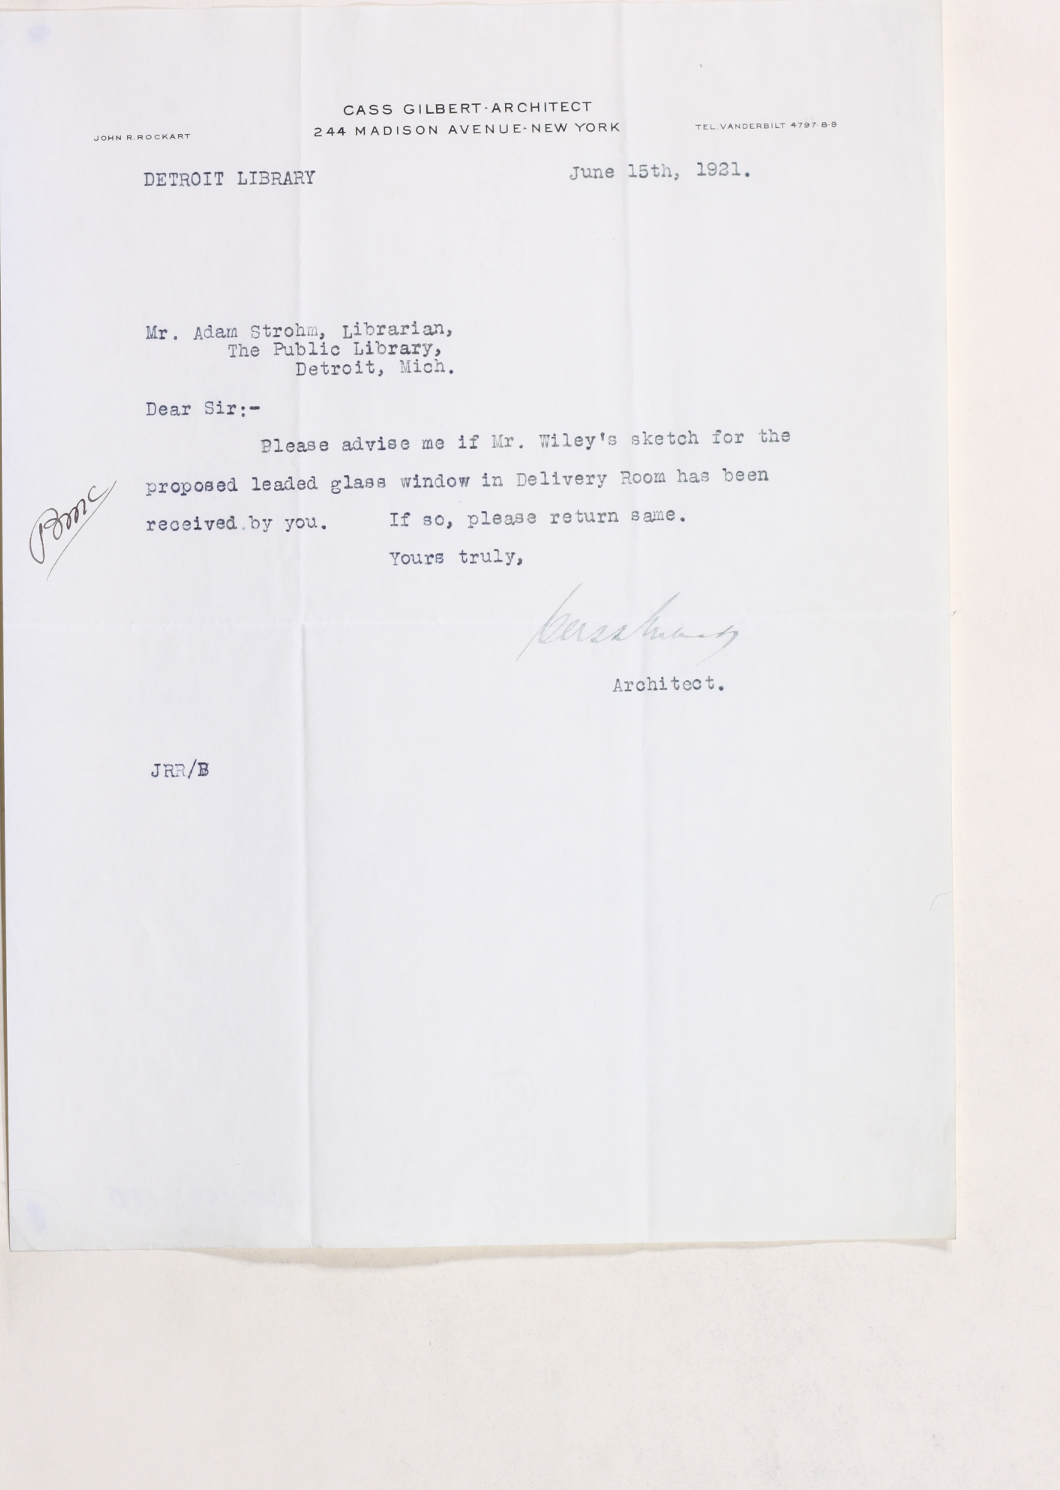 CASS GILBERT·ARCHITECT
244 MADISON AVENUE·NEW YORK
JOHN R. ROCKART
TEL. VANDERBILT 4797-8-9
DETROIT LIBRARY
June 15th, 1921.
Mr. Adam Strohm, Librarian,
The Public Library,
Detroit, Mich.
Dear Sir:-
Please advise me if Mr. Wiley's sketch for the
proposed leaded glass window in Delivery Room has been
received by you. If so, please return same.
Yours truly,
Cass Gilbert
Architect.
JRR/B